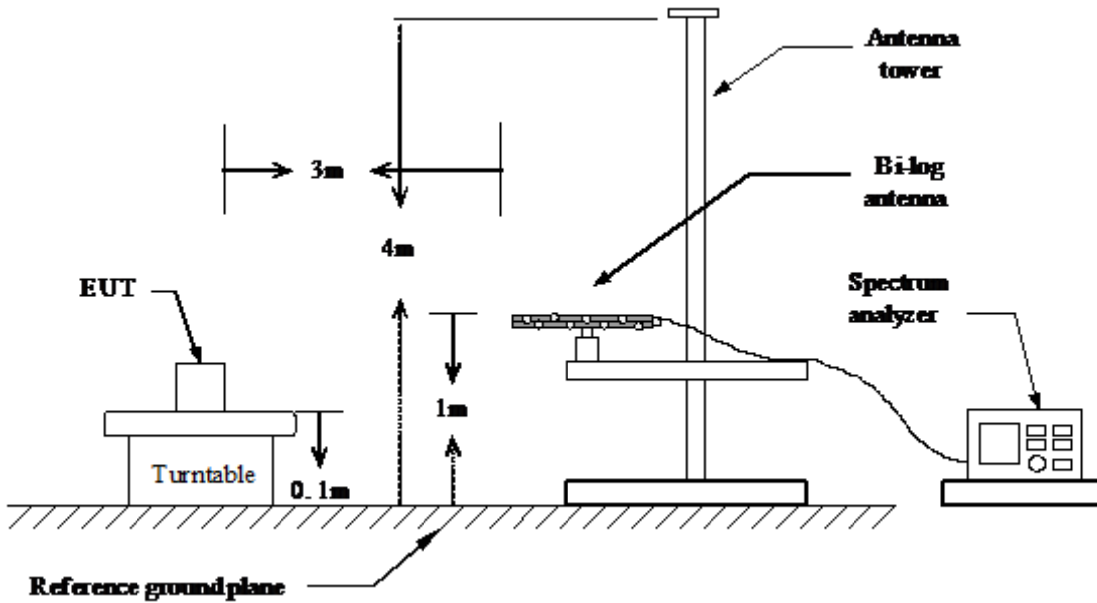 Antenna
tower
3m
Bi-log
antenna
4m
EUT
Spectrum
analyzer
1m
Turntable
0.1m
Reference ground plane